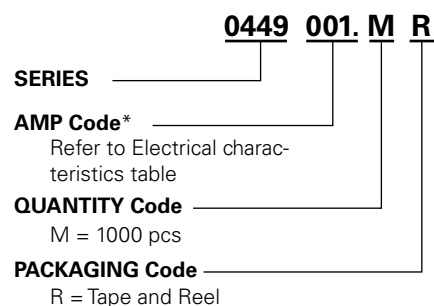 0449 001. M R
SERIES
AMP Code*
Refer to Electrical charac-
teristics table
QUANTITY Code
M = 1000 pcs
PACKAGING Code
R = Tape and Reel